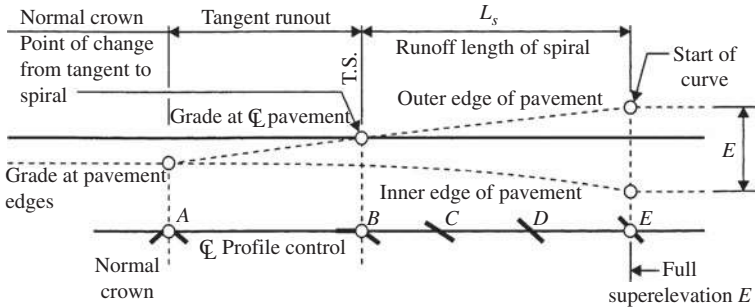 Normal crown
Tangent runout
Lₛ
Point of change
from tangent to
spiral
T.S.
Runoff length of spiral
Start of
curve
Grade at ℄ pavement
Outer edge of pavement
E
Grade at pavement
edges
Inner edge of pavement
A
B
C
D
E
℄ Profile control
Normal
crown
Full
superelevation E